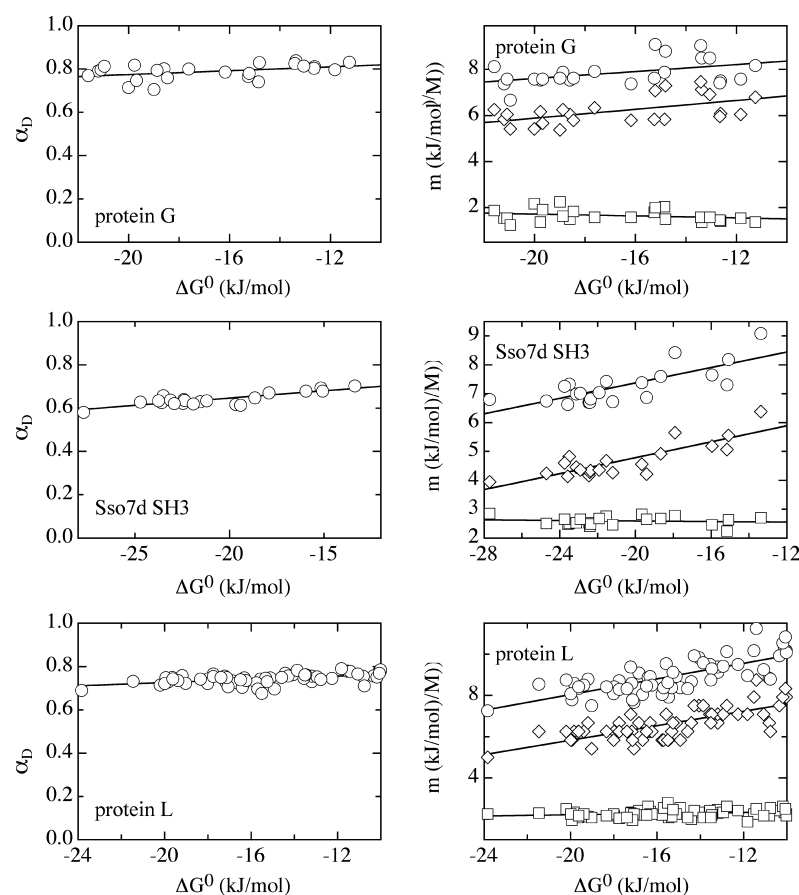 1.0
0.8
0.6
0.4
0.2
0.0
α_D
protein G
-20 -16 -12
ΔG⁰ (kJ/mol)
8
6
4
2
m (kJ/mol)/M))
protein G
-20 -16 -12
ΔG⁰ (kJ/mol)
1.0
0.8
0.6
0.4
0.2
0.0
α_D
Sso7d SH3
-25 -20 -15
ΔG⁰ (kJ/mol)
9
8
7
6
5
4
3
2
m (kJ/mol)/M))
Sso7d SH3
-28 -24 -20 -16 -12
ΔG⁰ (kJ/mol)
1.0
0.8
0.6
0.4
0.2
0.0
α_D
protein L
-24 -20 -16 -12
ΔG⁰ (kJ/mol)
8
4
m (kJ/mol)/M))
protein L
-24 -20 -16 -12
ΔG⁰ (kJ/mol)